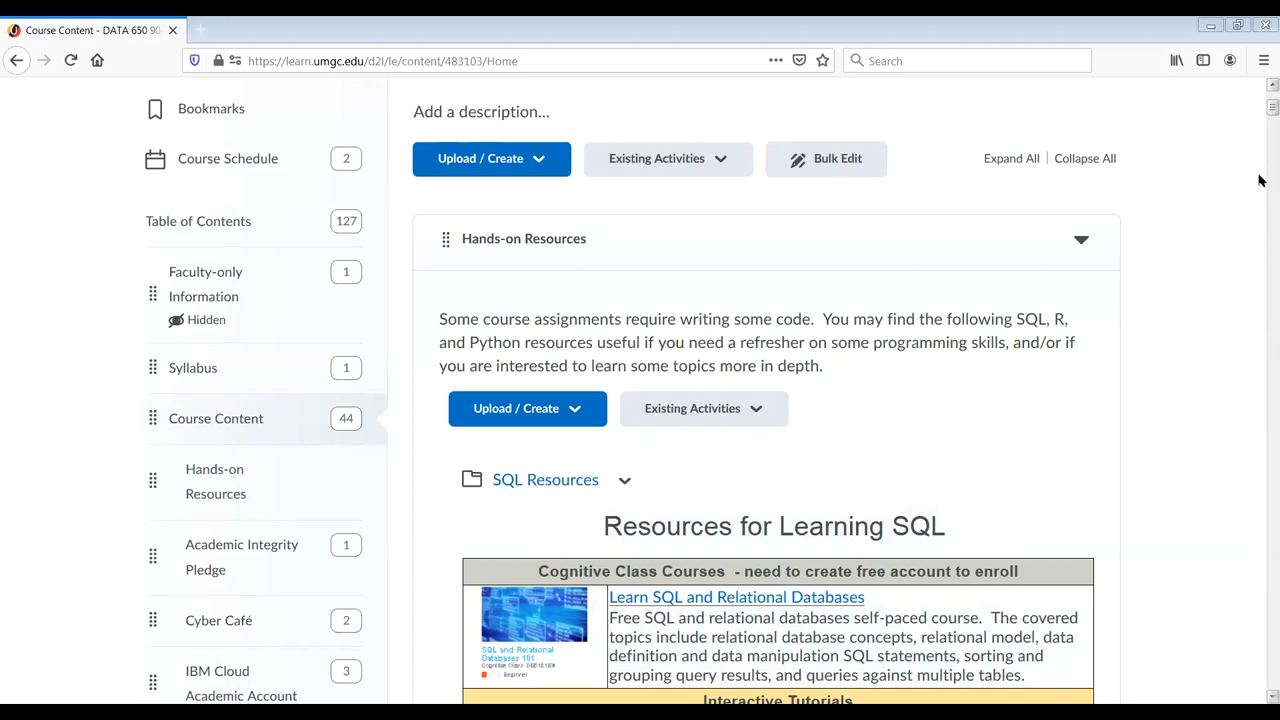 Course Content - DATA 650 90
https://learn.umgc.edu/d2l/le/content/483103/Home
Search
Bookmarks
Course Schedule 2
Table of Contents 127
Faculty-only Information 1
Hidden
Syllabus 1
Course Content 44
Hands-on
Resources
Academic Integrity 1
Pledge
Cyber Café 2
IBM Cloud 3
Academic Account
Add a description...
Upload / Create
Existing Activities
Bulk Edit
Expand All | Collapse All
Hands-on Resources
Some course assignments require writing some code. You may find the following SQL, R,
and Python resources useful if you need a refresher on some programming skills, and/or if
you are interested to learn some topics more in depth.
Upload / Create
Existing Activities
SQL Resources
Resources for Learning SQL
Cognitive Class Courses - need to create free account to enroll
SQL and Relational
Databases 101
Beginner
Learn SQL and Relational Databases
Free SQL and relational databases self-paced course. The covered
topics include relational database concepts, relational model, data
definition and data manipulation SQL statements, sorting and
grouping query results, and queries against multiple tables.
Interactive Tutorials